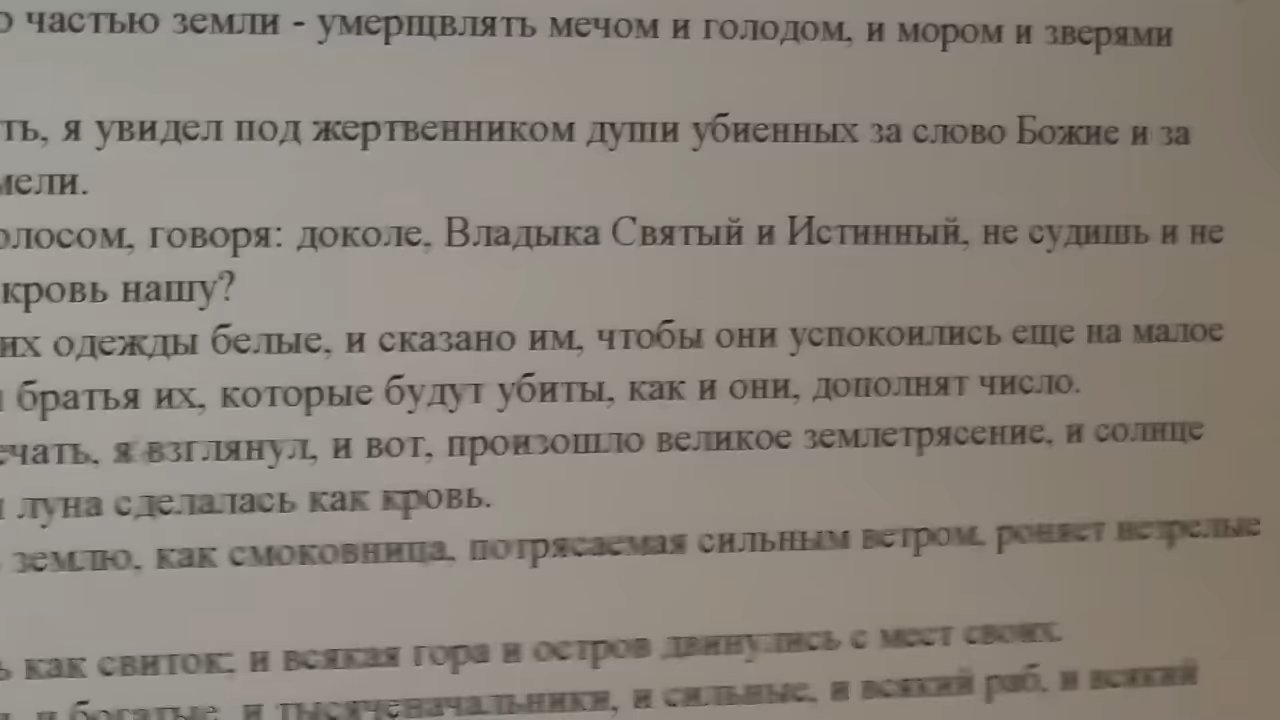 о частью земли - умерщвлять мечом и голодом, и мором и зверями
ть, я увидел под жертвенником души убиенных за слово Божие и за
мели.
олосом, говоря: доколе, Владыка Святый и Истинный, не судишь и не
кровь нашу?
их одежды белые, и сказано им, чтобы они успокоились еще на малое
и братья их, которые будут убиты, как и они, дополнят число.
ечать, я взглянул, и вот, произошло великое землетрясение, и солнце
и луна сделалась как кровь.
землю, как смоковница, потрясаемая сильным ветром, роняет незрелые
ь как свиток; и всякая гора и остров двинулись с мест своих.
и богатые, и тысяченачальники, и сильные, и всякий раб, и всякий